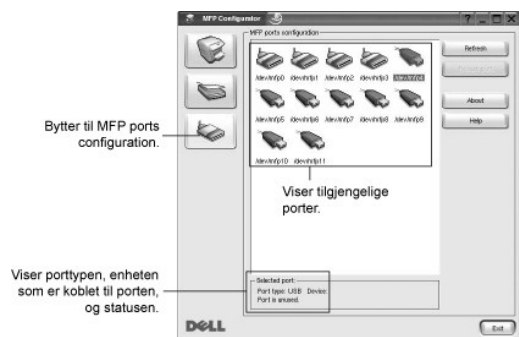 MFP Configurator
MFP ports configuration
/dev/mfp0 /dev/mfp1 /dev/mfp2 /dev/mfp3 /dev/mfp4
/dev/mfp5 /dev/mfp6 /dev/mfp7 /dev/mfp8 /dev/mfp9
/dev/mfp10 /dev/mfp11
Refresh
About
Help
Bytter til MFP ports
configuration.
Viser tilgjengelige
porter.
Viser porttypen, enheten
som er koblet til porten,
og statusen.
Selected port:
Port type: USB Device:
Port is unused.
DELL
Exit